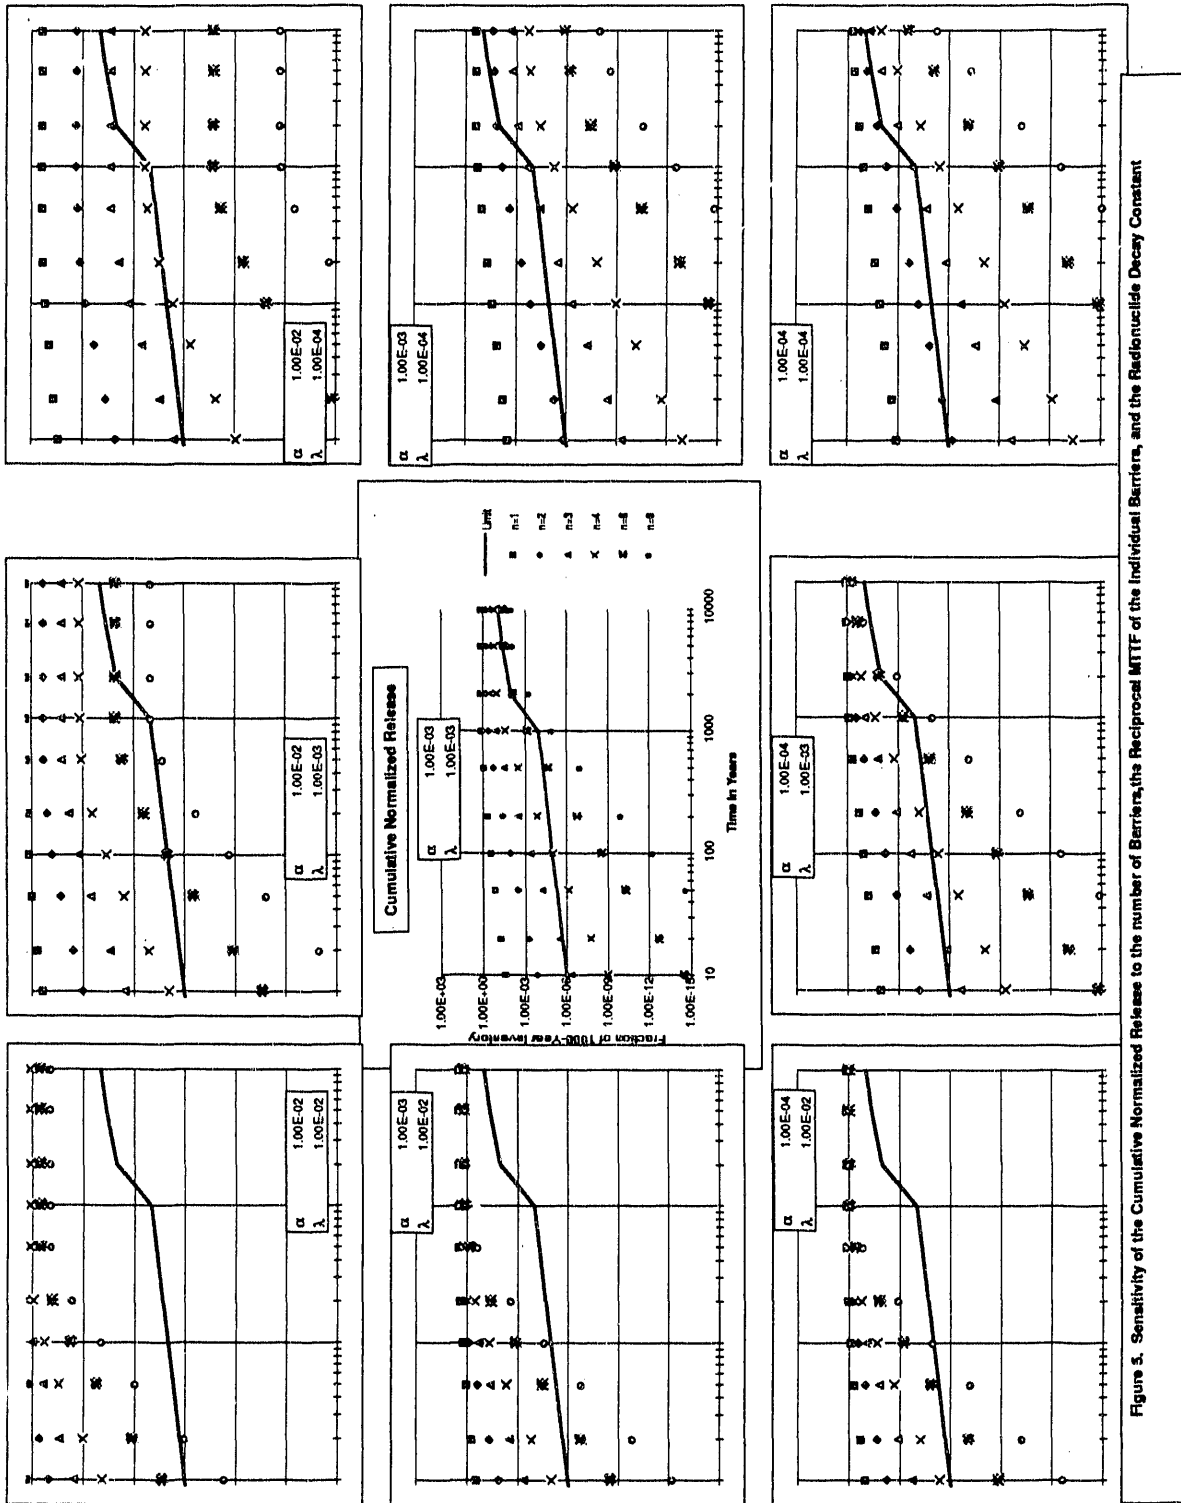 α 1.00E-02
λ 1.00E-02
α 1.00E-02
λ 1.00E-03
α 1.00E-02
λ 1.00E-04
Cumulative Normalized Release
α 1.00E-03
λ 1.00E-02
α 1.00E-03
λ 1.00E-03
1.00E+03
1.00E+00
1.00E-03
1.00E-06
1.00E-09
1.00E-12
1.00E-15
Fraction of 1000-Year Inventory
10
100
1000
10000
Time in Years
Limit
n=1
n=2
n=3
n=4
n=6
n=8
α 1.00E-03
λ 1.00E-04
α 1.00E-04
λ 1.00E-02
α 1.00E-04
λ 1.00E-03
α 1.00E-04
λ 1.00E-04
Figure 5. Sensitivity of the Cumulative Normalized Release to the number of Barriers,the Reciprocal MTTF of the Individual Barriers, and the Radionuclide Decay Constant